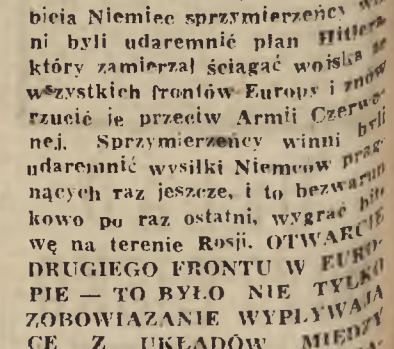 bicia Niemiec sprzymierzeńcy win
ni byli udaremnić plan Hitlera
który zamierzał ściągać wojska ze
wszystkich frontów Europy i znów
rzucić je przeciw Armii Czerwo
nej. Sprzymierzeńcy winni byli
udaremnić wysiłki Niemców prag-
nących raz jeszcze, i to bezwarun
kowo po raz ostatni, wygrać bit
wę na terenie Rosji. OTWARCIE
DRUGIEGO FRONTU W EURO-
PIE — TO BYŁO NIE TYLKO
ZOBOWIĄZANIE WYPŁYWAJĄ
CE Z UKŁADÓW MIĘDZY